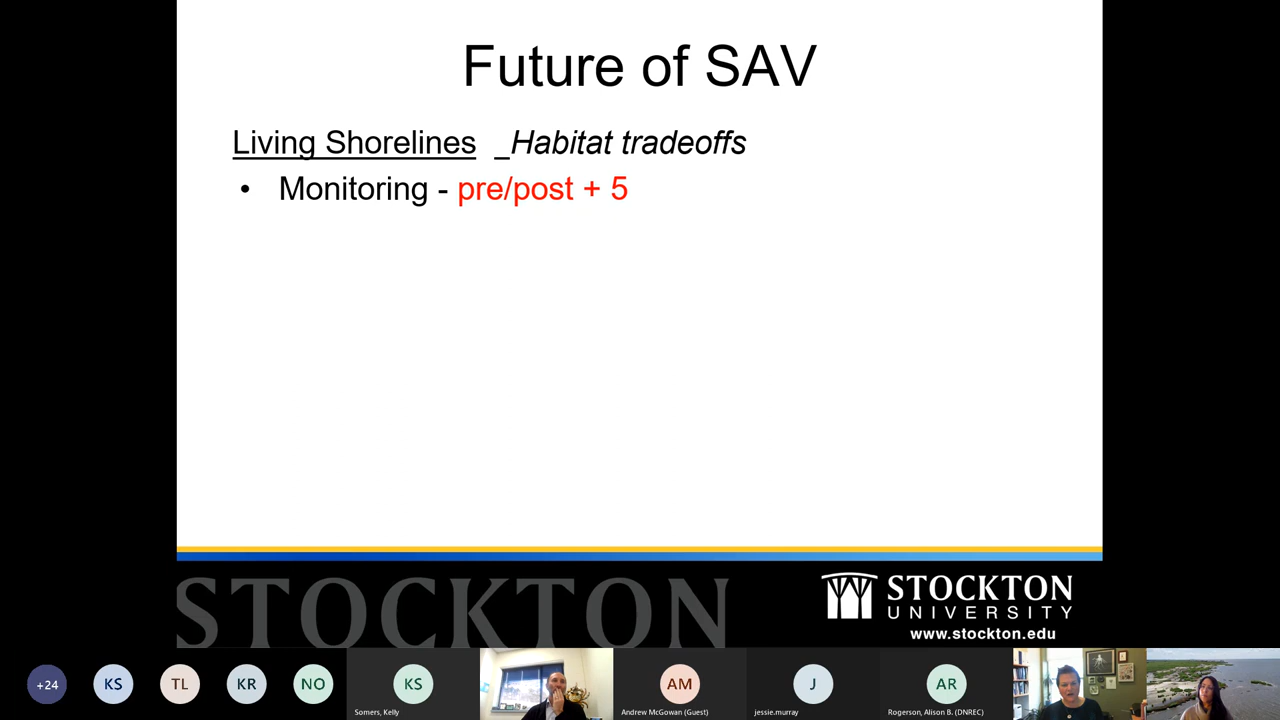 Future of SAV
Living Shorelines _Habitat tradeoffs
• Monitoring - pre/post + 5
STOCKTON
STOCKTON
UNIVERSITY
www.stockton.edu
+24
KS
TL
KR
NO
KS
AM
J
AR
Somers, Kelly
Andrew McGowan (Guest)
jessie.murray
Rogerson, Alison B. (DNREC)